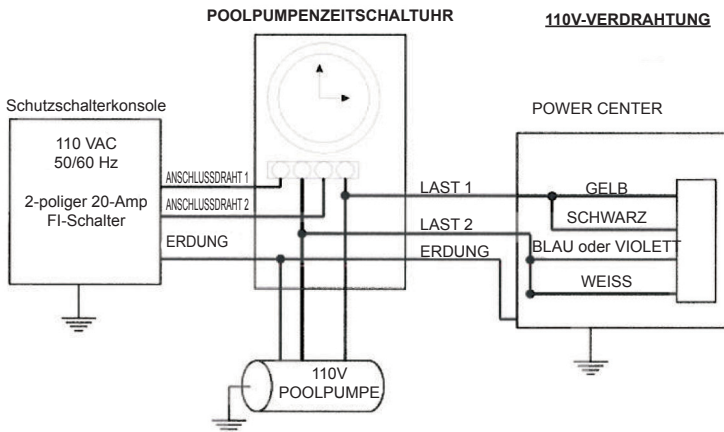 POOLPUMPENZEITSCHALTUHR
110V-VERDRAHTUNG
Schutzschalterkonsole
110 VAC
50/60 Hz
2-poliger 20-Amp
FI-Schalter
ANSCHLUSSDRAHT 1
ANSCHLUSSDRAHT 2
ERDUNG
POWER CENTER
LAST 1
GELB
SCHWARZ
LAST 2
BLAU oder VIOLETT
ERDUNG
WEISS
110V
POOLPUMPE